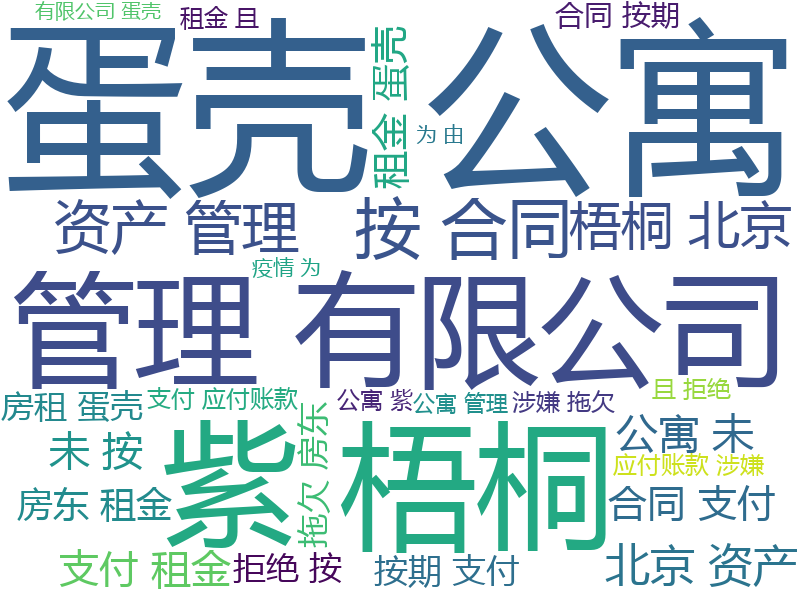 有限公司 蛋壳
租金 且
合同 按期
蛋壳 公寓
租金 蛋壳
为 由
资产 管理
按 合同
梧桐 北京
疫情 为
管理 有限公司
房租 蛋壳
支付 应付账款
公寓 紫
公寓 管理
涉嫌 拖欠
且 拒绝
拖欠 房东
紫 梧桐
公寓 未
未 按
应付账款 涉嫌
房东 租金
合同 支付
支付 租金
拒绝 按
按期 支付
北京 资产